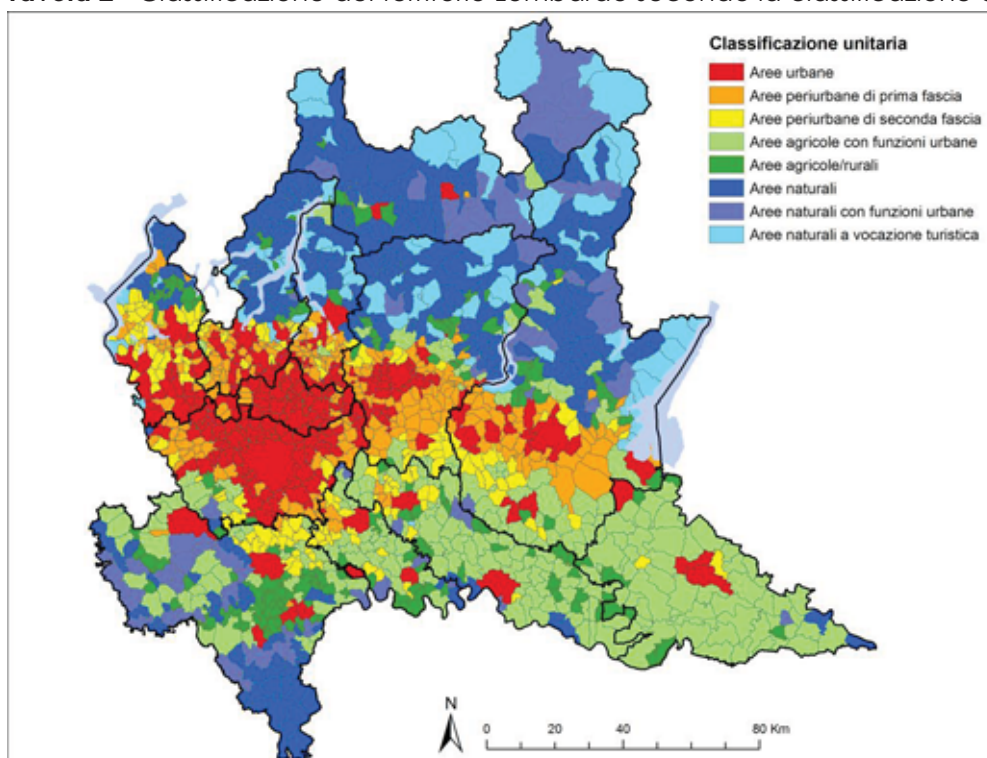 Classificazione unitaria
Aree urbane
Aree periurbane di prima fascia
Aree periurbane di seconda fascia
Aree agricole con funzioni urbane
Aree agricole/rurali
Aree naturali
Aree naturali con funzioni urbane
Aree naturali a vocazione turistica
N
0 20 40 80 Km